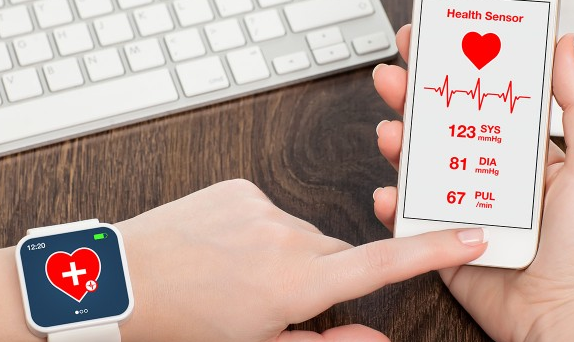 Health Sensor
123 SYS mmHg
81 DIA mmHg
67 PUL /min
12:20